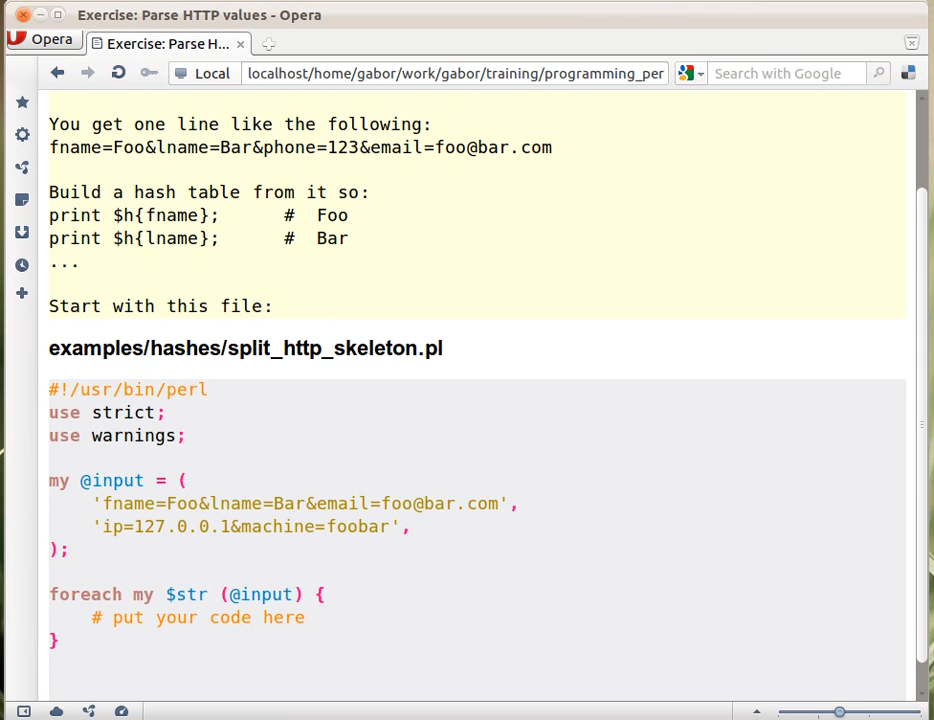 Exercise: Parse HTTP values - Opera
Opera
Exercise: Parse H...
Local
localhost/home/gabor/work/gabor/training/programming_per
Search with Google
You get one line like the following:
fname=Foo&lname=Bar&phone=123&email=foo@bar.com
Build a hash table from it so:
print $h{fname};      #  Foo
print $h{lname};      #  Bar
...
Start with this file:
examples/hashes/split_http_skeleton.pl
#!/usr/bin/perl
use strict;
use warnings;
my @input = (
    'fname=Foo&lname=Bar&email=foo@bar.com',
    'ip=127.0.0.1&machine=foobar',
);
foreach my $str (@input) {
    # put your code here
}